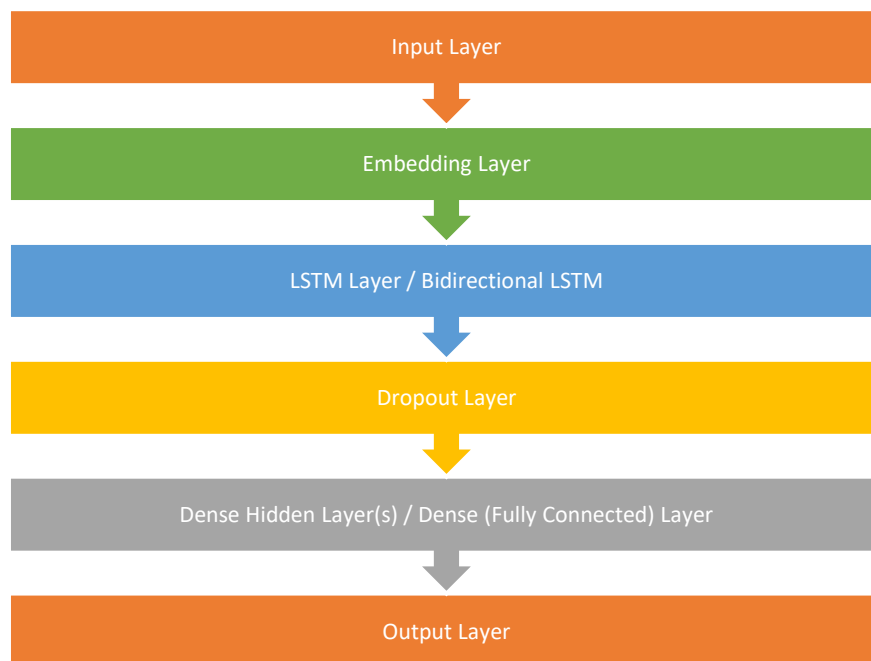 Input Layer
Embedding Layer
LSTM Layer / Bidirectional LSTM
Dropout Layer
Dense Hidden Layer(s) / Dense (Fully Connected) Layer
Output Layer